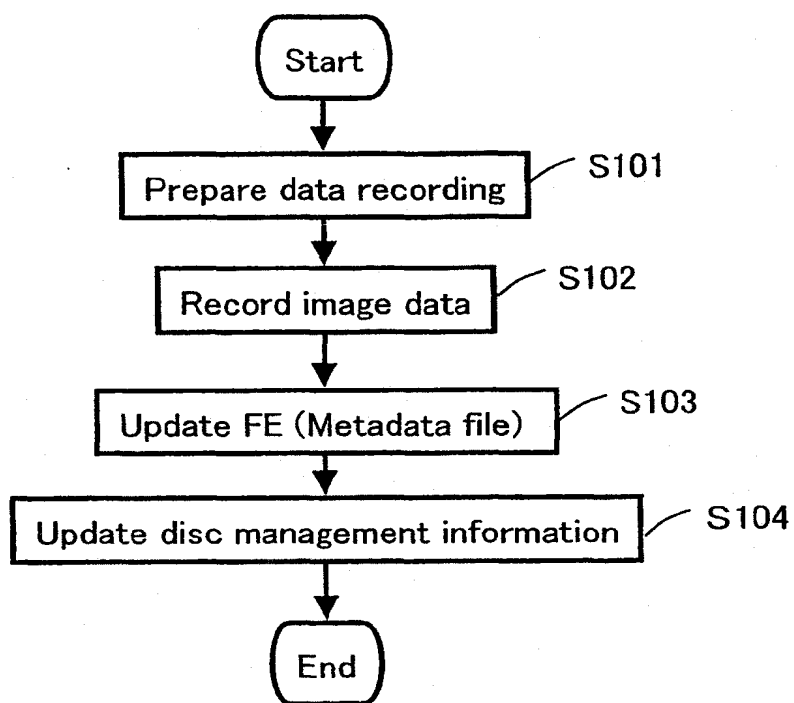 Start
Prepare data recording
S101
Record image data
S102
Update FE (Metadata file)
S103
Update disc management information
S104
End